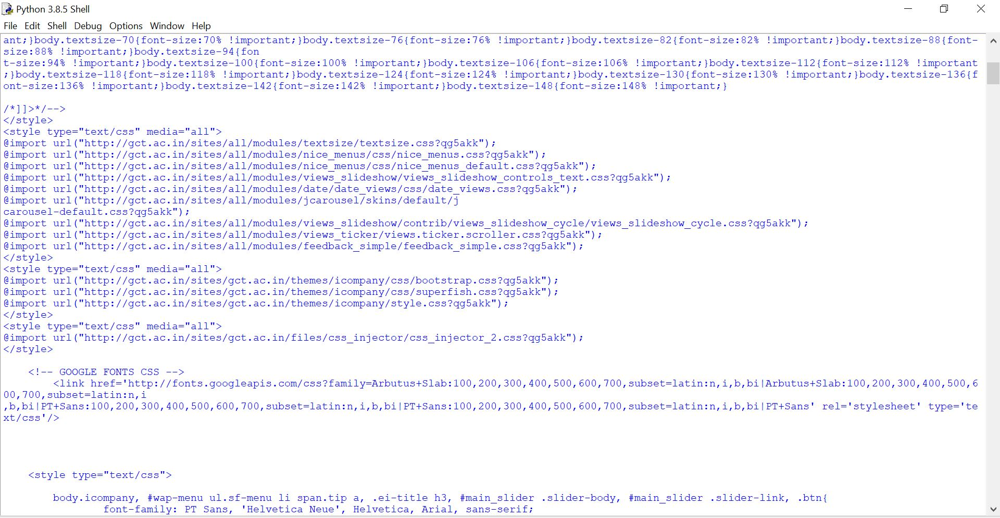 Python 3.8.5 Shell
File Edit Shell Debug Options Window Help
ant;}body.textsize-70{font-size:70% !important;}body.textsize-76{font-size:76% !important;}body.textsize-82{font-size:82% !important;}body.textsize-88{font-
size:88% !important;}body.textsize-94{fon
t-size:94% !important;}body.textsize-100{font-size:100% !important;}body.textsize-106{font-size:106% !important;}body.textsize-112{font-size:112% !important
;}body.textsize-118{font-size:118% !important;}body.textsize-124{font-size:124% !important;}body.textsize-130{font-size:130% !important;}body.textsize-136{f
ont-size:136% !important;}body.textsize-142{font-size:142% !important;}body.textsize-148{font-size:148% !important;}
/*]]>*/-->
</style>
<style type="text/css" media="all">
@import url("http://gct.ac.in/sites/all/modules/textsize/textsize.css?qg5akk");
@import url("http://gct.ac.in/sites/all/modules/nice_menus/css/nice_menus.css?qg5akk");
@import url("http://gct.ac.in/sites/all/modules/nice_menus/css/nice_menus_default.css?qg5akk");
@import url("http://gct.ac.in/sites/all/modules/views_slideshow/views_slideshow_controls_text.css?qg5akk");
@import url("http://gct.ac.in/sites/all/modules/date/date_views/css/date_views.css?qg5akk");
@import url("http://gct.ac.in/sites/all/modules/jcarousel/skins/default/j
carousel-default.css?qg5akk");
@import url("http://gct.ac.in/sites/all/modules/views_slideshow/contrib/views_slideshow_cycle/views_slideshow_cycle.css?qg5akk");
@import url("http://gct.ac.in/sites/all/modules/views_ticker/views.ticker.scroller.css?qg5akk");
@import url("http://gct.ac.in/sites/all/modules/feedback_simple/feedback_simple.css?qg5akk");
</style>
<style type="text/css" media="all">
@import url("http://gct.ac.in/sites/gct.ac.in/themes/icompany/css/bootstrap.css?qg5akk");
@import url("http://gct.ac.in/sites/gct.ac.in/themes/icompany/css/superfish.css?qg5akk");
@import url("http://gct.ac.in/sites/gct.ac.in/themes/icompany/style.css?qg5akk");
</style>
<style type="text/css" media="all">
@import url("http://gct.ac.in/sites/gct.ac.in/files/css_injector/css_injector_2.css?qg5akk");
</style>
<!-- GOOGLE FONTS CSS -->
<link href='http://fonts.googleapis.com/css?family=Arbutus+Slab:100,200,300,400,500,600,700,subset=latin:n,i,b,bi|Arbutus+Slab:100,200,300,400,500,6
00,700,subset=latin:n,i
,b,bi|PT+Sans:100,200,300,400,500,600,700,subset=latin:n,i,b,bi|PT+Sans:100,200,300,400,500,600,700,subset=latin:n,i,b,bi|PT+Sans' rel='stylesheet' type='te
xt/css'/>
<style type="text/css">
body.icompany, #wap-menu ul.sf-menu li span.tip a, .ei-title h3, #main_slider .slider-body, #main_slider .slider-link, .btn{
font-family: PT Sans, 'Helvetica Neue', Helvetica, Arial, sans-serif;